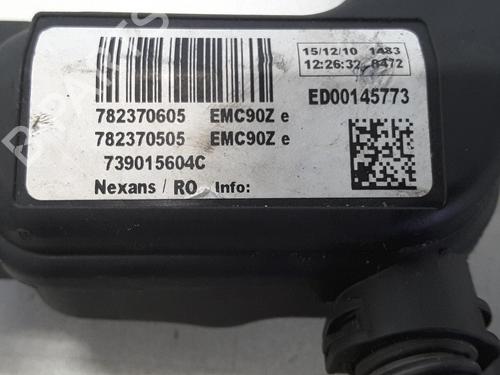 15/12/10 1483
12:26:32 8472
782370605 EMC90Z e
ED00145773
782370505 EMC90Z e
739015604C
Nexans / RO Info: